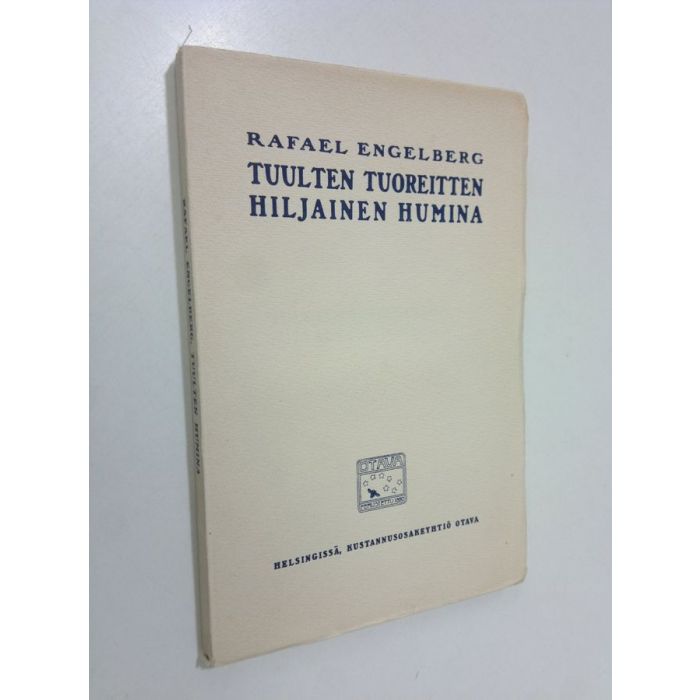 RAFAEL ENGELBERG
TUULTEN TUOREITTEN
HILJAINEN HUMINA
OTAVA
HELSINGISSÄ, KUSTANNUSOSAKEYHTIÖ OTAVA
RAFAEL ENGELBERG, TUULTEN HUMINA